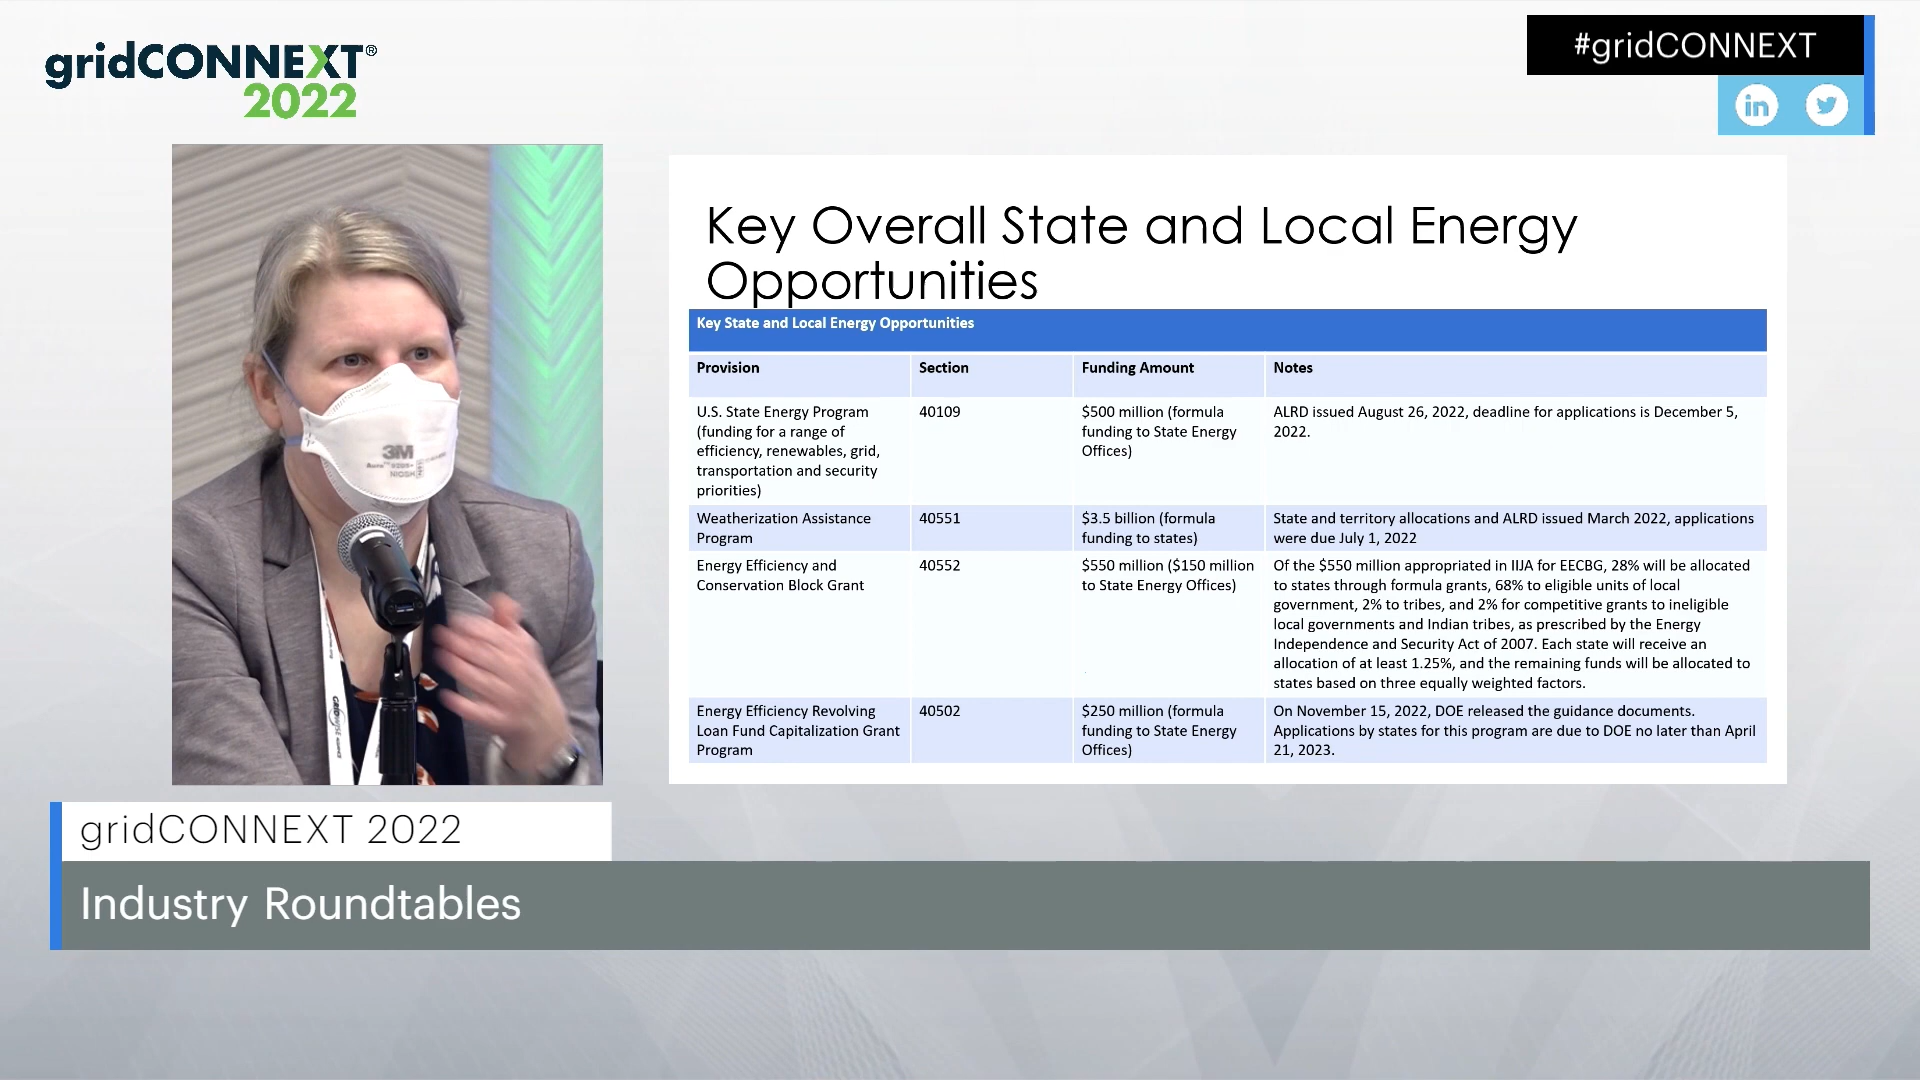 gridCONNEXT®
2022
#gridCONNEXT
in
Key Overall State and Local Energy
Opportunities
Key State and Local Energy Opportunities
Provision
Section
Funding Amount
Notes
U.S. State Energy Program
(funding for a range of
efficiency, renewables, grid,
transportation and security
priorities)
40109
$500 million (formula
funding to State Energy
Offices)
ALRD issued August 26, 2022, deadline for applications is December 5,
2022.
Weatherization Assistance
Program
40551
$3.5 billion (formula
funding to states)
State and territory allocations and ALRD issued March 2022, applications
were due July 1, 2022
Energy Efficiency and
Conservation Block Grant
40552
$550 million ($150 million
to State Energy Offices)
Of the $550 million appropriated in IIJA for EECBG, 28% will be allocated
to states through formula grants, 68% to eligible units of local
government, 2% to tribes, and 2% for competitive grants to ineligible
local governments and Indian tribes, as prescribed by the Energy
Independence and Security Act of 2007. Each state will receive an
allocation of at least 1.25%, and the remaining funds will be allocated to
states based on three equally weighted factors.
Energy Efficiency Revolving
Loan Fund Capitalization Grant
Program
40502
$250 million (formula
funding to State Energy
Offices)
On November 15, 2022, DOE released the guidance documents.
Applications by states for this program are due to DOE no later than April
21, 2023.
3M
NIOSH
gridCONNEXT 2022
Industry Roundtables